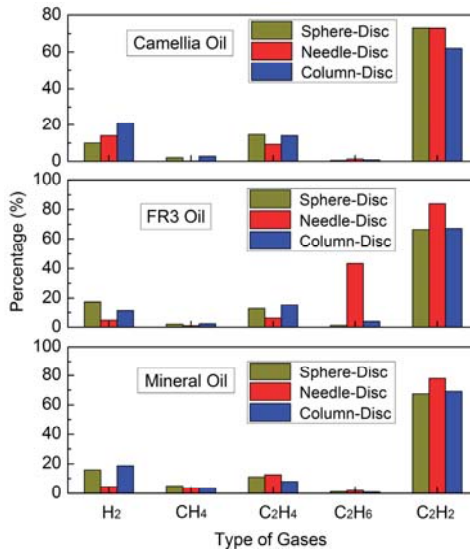 80
60
40
20
0
Camellia Oil
Sphere-Disc
Needle-Disc
Column-Disc
100
80
60
40
20
0
FR3 Oil
Sphere-Disc
Needle-Disc
Column-Disc
100
80
60
40
20
0
Mineral Oil
Sphere-Disc
Needle-Disc
Column-Disc
Percentage (%)
H2 CH4 C2H4 C2H6 C2H2
Type of Gases